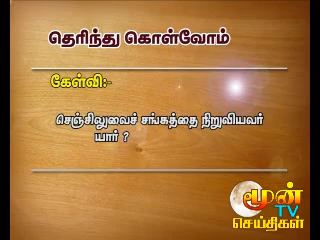 தெரிந்து கொள்வோம்
கேள்வி:-
செஞ்சிலுவைச் சங்கத்தை நிறுவியவர்
யார் ?
மூன்
TV
செய்திகள்